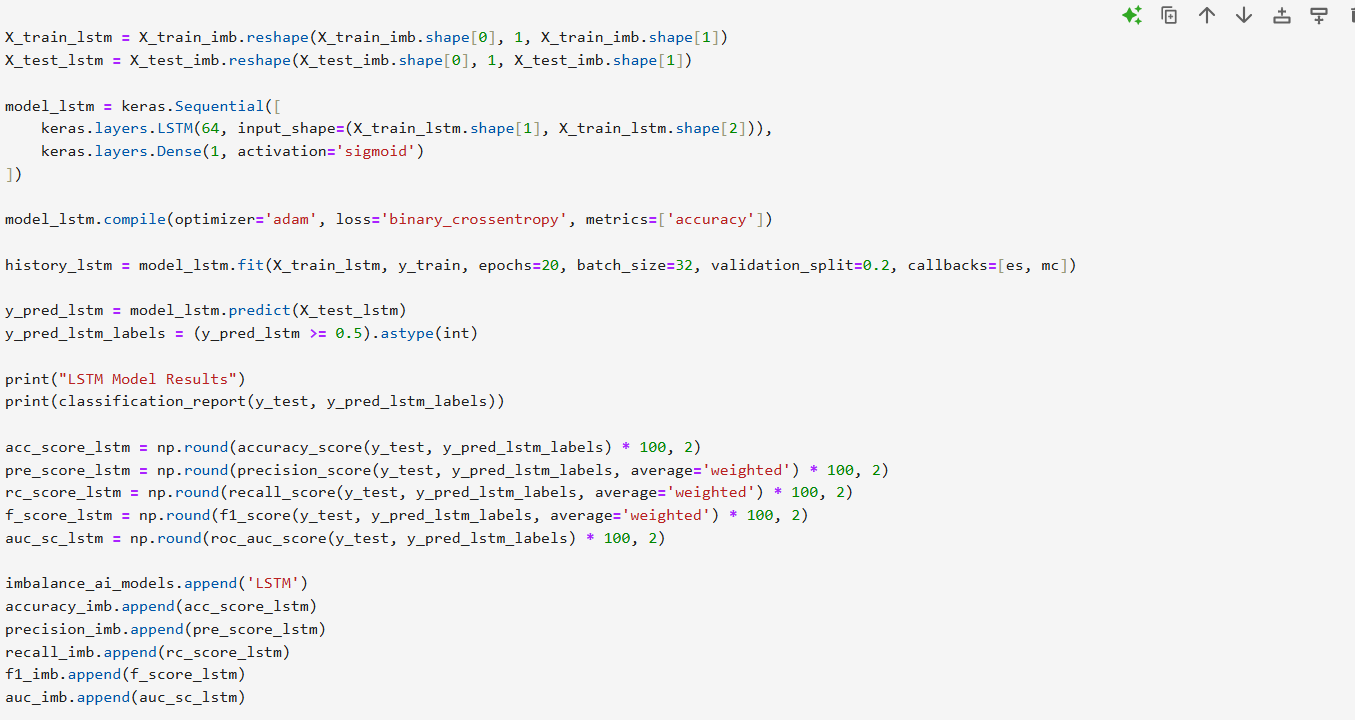 X_train_lstm = X_train_imb.reshape(X_train_imb.shape[0], 1, X_train_imb.shape[1])
X_test_lstm = X_test_imb.reshape(X_test_imb.shape[0], 1, X_test_imb.shape[1])

model_lstm = keras.Sequential([
    keras.layers.LSTM(64, input_shape=(X_train_lstm.shape[1], X_train_lstm.shape[2])),
    keras.layers.Dense(1, activation='sigmoid')
])

model_lstm.compile(optimizer='adam', loss='binary_crossentropy', metrics=['accuracy'])

history_lstm = model_lstm.fit(X_train_lstm, y_train, epochs=20, batch_size=32, validation_split=0.2, callbacks=[es, mc])

y_pred_lstm = model_lstm.predict(X_test_lstm)
y_pred_lstm_labels = (y_pred_lstm >= 0.5).astype(int)

print("LSTM Model Results")
print(classification_report(y_test, y_pred_lstm_labels))

acc_score_lstm = np.round(accuracy_score(y_test, y_pred_lstm_labels) * 100, 2)
pre_score_lstm = np.round(precision_score(y_test, y_pred_lstm_labels, average='weighted') * 100, 2)
rc_score_lstm = np.round(recall_score(y_test, y_pred_lstm_labels, average='weighted') * 100, 2)
f_score_lstm = np.round(f1_score(y_test, y_pred_lstm_labels, average='weighted') * 100, 2)
auc_sc_lstm = np.round(roc_auc_score(y_test, y_pred_lstm_labels) * 100, 2)

imbalance_ai_models.append('LSTM')
accuracy_imb.append(acc_score_lstm)
precision_imb.append(pre_score_lstm)
recall_imb.append(rc_score_lstm)
f1_imb.append(f_score_lstm)
auc_imb.append(auc_sc_lstm)